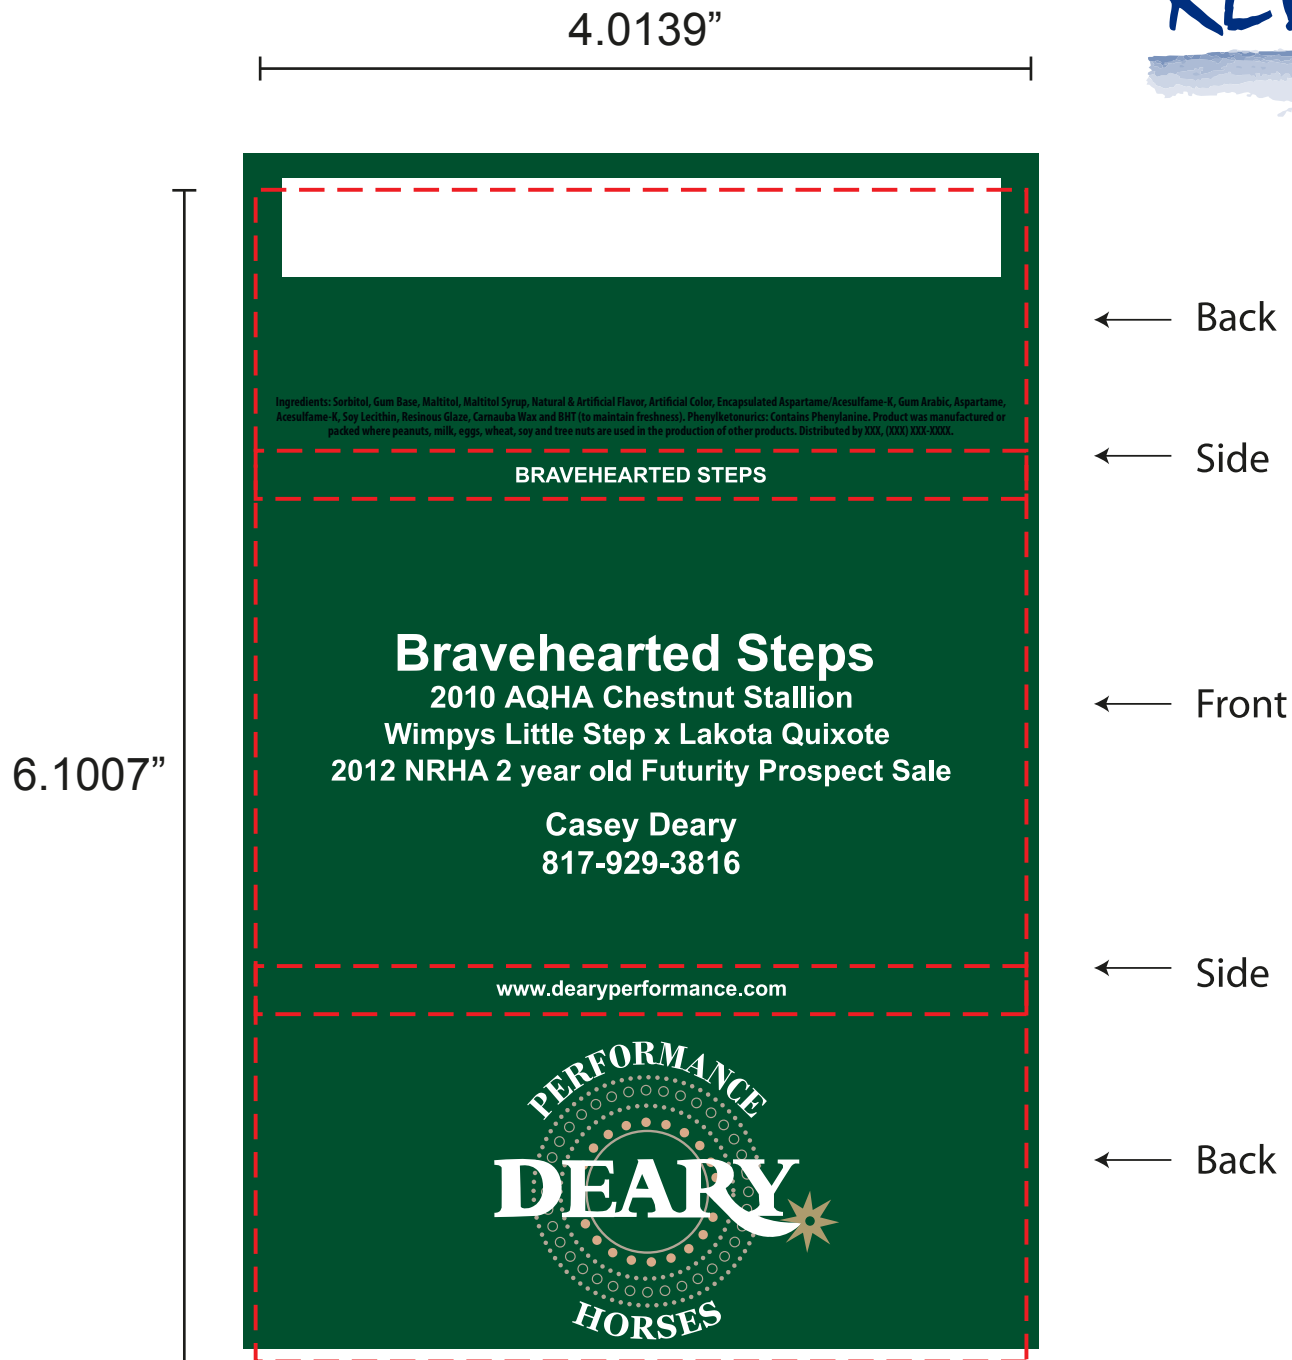 4.0139”
Back
Ingredients: Sorbitol, Gum Base, Maltitol, Maltitol Syrup, Natural & Artificial Flavor, Artificial Color, Encapsulated Aspartame/Acesulfame-K, Gum Arabic, Aspartame,
Acesulfame-K, Soy Lecithin, Resinous Glaze, Carnauba Wax and BHT (to maintain freshness). Phenylketonurics: Contains Phenylanine. Product was manufactured or
packed where peanuts, milk, eggs, wheat, soy and tree nuts are used in the production of other products. Distributed by XXX, (XXX) XXX-XXXX.
Side
BRAVEHEARTED STEPS
Bravehearted Steps
2010 AQHA Chestnut Stallion
Front
Wimpys Little Step x Lakota Quixote
2012 NRHA 2 year old Futurity Prospect Sale
6.1007”
Casey Deary
817-929-3816
Side
www.dearyperformance.com
PERFORMANCE
DEARY
HORSES
Back